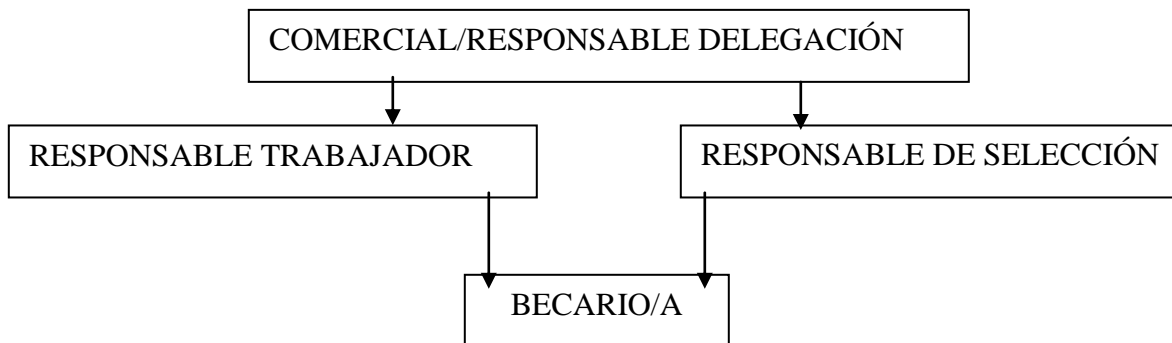 COMERCIAL/RESPONSABLE DELEGACIÓN
RESPONSABLE TRABAJADOR
RESPONSABLE DE SELECCIÓN
BECARIO/A